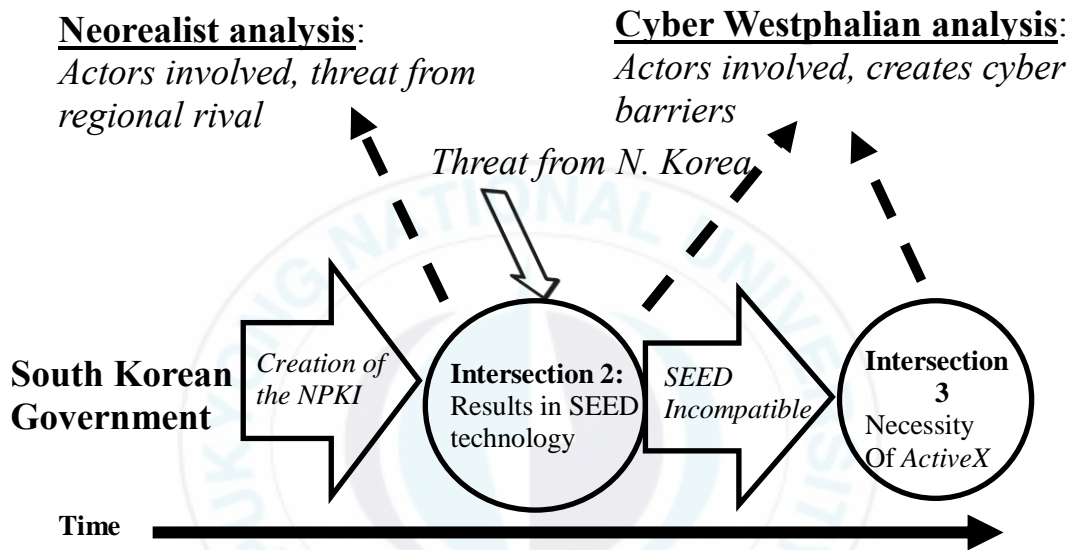 Neorealist analysis:
Actors involved, threat from
regional rival
Cyber Westphalian analysis:
Actors involved, creates cyber
barriers
Threat from N. Korea
South Korean
Government
Creation of
the NPKI
Intersection 2:
Results in SEED
technology
SEED
Incompatible
Intersection
3
Necessity
Of ActiveX
Time
NATIONAL